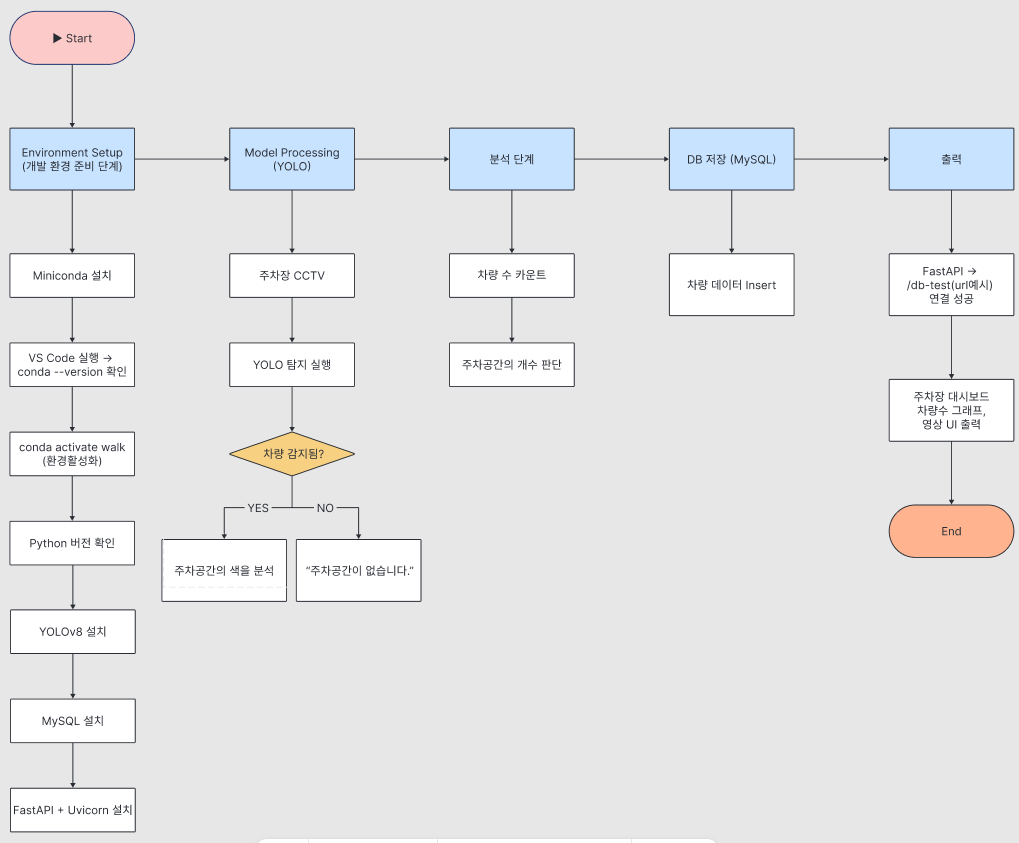 ▶ Start
Environment Setup
(개발 환경 준비 단계)
Model Processing
(YOLO)
분석 단계
DB 저장 (MySQL)
출력
Miniconda 설치
VS Code 실행 →
conda --version 확인
conda activate walk
(환경활성화)
Python 버전 확인
YOLOv8 설치
MySQL 설치
FastAPI + Uvicorn 설치
주차장 CCTV
YOLO 탐지 실행
차량 감지됨?
YES
NO
주차공간의 색을 분석
“주차공간이 없습니다.”
차량 수 카운트
주차공간의 개수 판단
차량 데이터 Insert
FastAPI →
/db-test(url예시)
연결 성공
주차장 대시보드
차량수 그래프,
영상 UI 출력
End